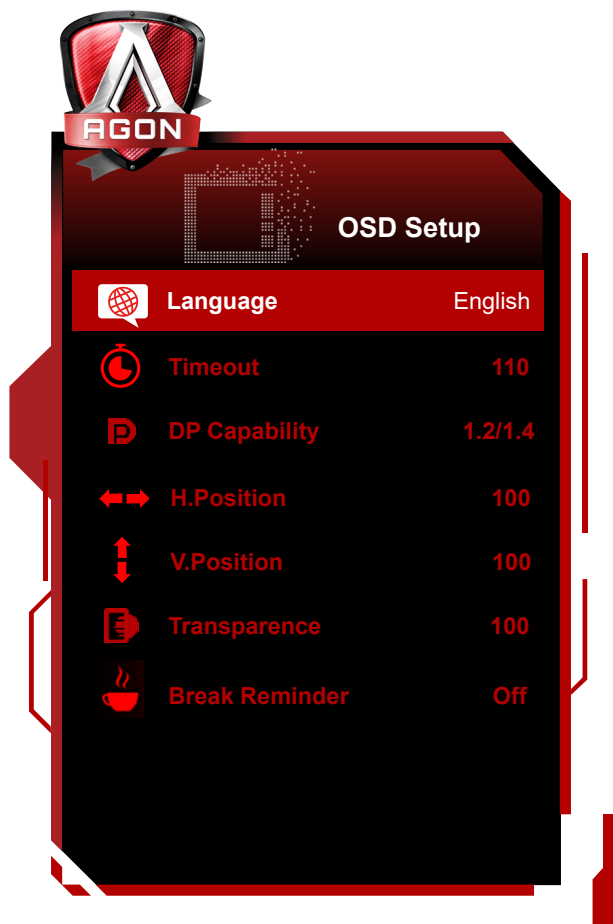 AGON
OSD Setup
Language English
Timeout 110
DP Capability 1.2/1.4
H.Position 100
V.Position 100
Transparence 100
Break Reminder Off